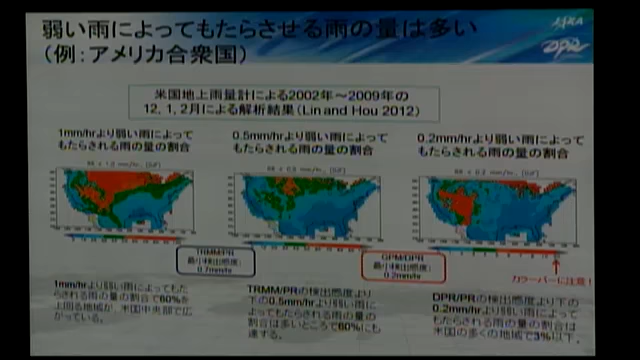 弱い雨によってもたらさせる雨の量は多い
（例：アメリカ合衆国）
JAXA
DPR
米国地上雨量計による2002年～2009年の
12, 1, 2月による解析結果（Lin and Hou 2012）
1mm/hrより弱い雨によって
もたらされる雨の量の割合
0.5mm/hrより弱い雨によって
もたらされる雨の量の割合
0.2mm/hrより弱い雨によって
もたらされる雨の量の割合
TRMM/PR
最小検出感度：
0.7mm/hr
GPM/DPR
最小検出感度：
0.2mm/hr
カラーバーに注意！
1mm/hrより弱い雨によってもた
らされる雨の量の割合で60%を
上回る地域が、米国中央部で広
がっている。
TRMM/PRの検出感度より
下の0.5mm/hrより弱い雨
によってもたらされる雨の量の
割合は多いところで60%にも
達する。
DPR/PRの検出感度より下の
0.2mm/hrより弱い雨によって
もたらされる雨の量の割合は
米国の多くの地域で3%以下。